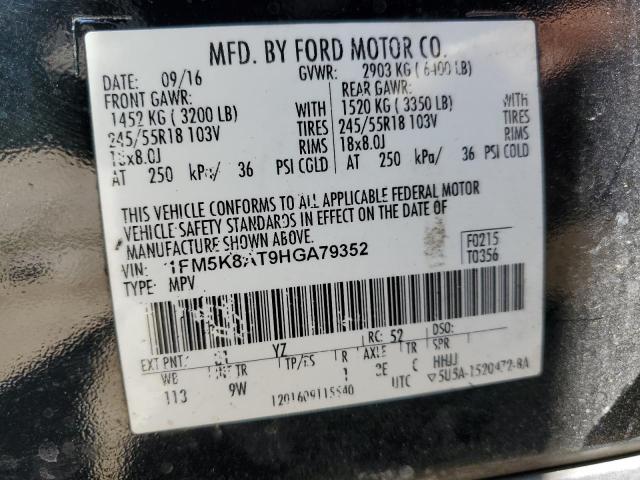 MFD. BY FORD MOTOR CO.
DATE: 09/16 GVWR: 2903 KG ( 6400 LB)
FRONT GAWR: REAR GAWR:
1452 KG ( 3200 LB) WITH 1520 KG ( 3350 LB) WITH
245/55R18 103V TIRES 245/55R18 103V TIRES
18x8.0J RIMS 18x8.0J RIMS
AT 250 kPa/ 36 PSI COLD AT 250 kPa/ 36 PSI COLD
THIS VEHICLE CONFORMS TO ALL APPLICABLE FEDERAL MOTOR
VEHICLE SAFETY STANDARDS IN EFFECT ON THE DATE OF
MANUFACTURE SHOWN ABOVE.
VIN: 1FM5K8AT9HGA79352
TYPE: MPV
F0215
T0356
EXT PNT: YZ RC: 52 DSO:
WB INT TR TP/PS R AXLE TR SPR
113 9W 1 C HHJJ
UTC
1201609115540